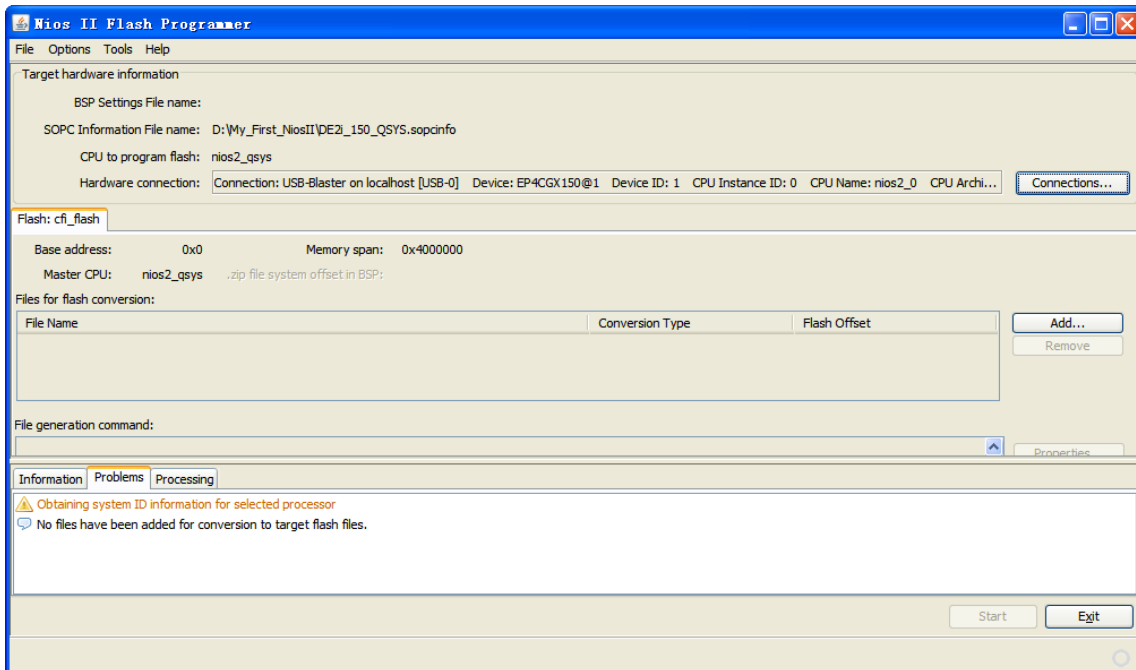 Nios II Flash Programmer
File Options Tools Help
Target hardware information
BSP Settings File name:
SOPC Information File name: D:\My_First_NiosII\DE2i_150_QSYS.sopcinfo
CPU to program flash: nios2_qsys
Hardware connection: Connection: USB-Blaster on localhost [USB-0] Device: EP4CGX150@1 Device ID: 1 CPU Instance ID: 0 CPU Name: nios2_0 CPU Archi... Connections...
Flash: cfi_flash
Base address: 0x0 Memory span: 0x4000000
Master CPU: nios2_qsys .zip file system offset in BSP:
Files for flash conversion:
File Name Conversion Type Flash Offset Add...
Remove
File generation command:
Properties...
Information Problems Processing
Obtaining system ID information for selected processor
No files have been added for conversion to target flash files.
Start Exit